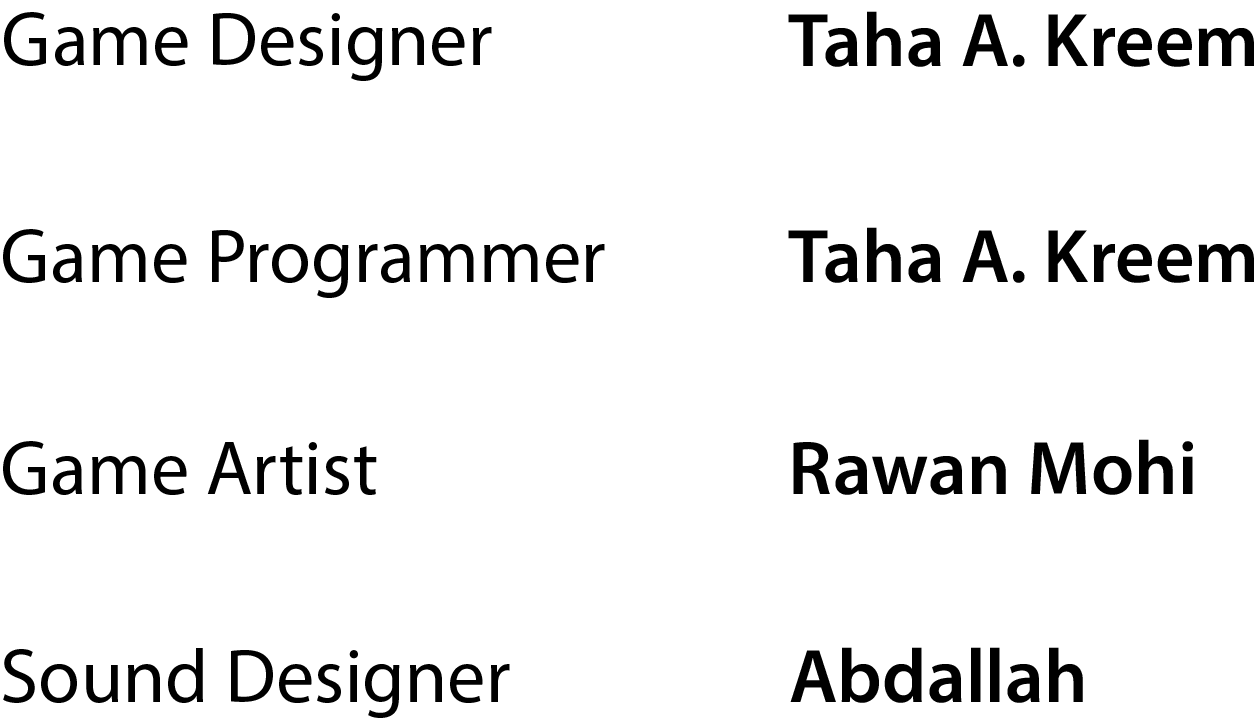 Game Designer Taha A. Kreem
Game Programmer Taha A. Kreem
Game Artist Rawan Mohi
Sound Designer Abdallah